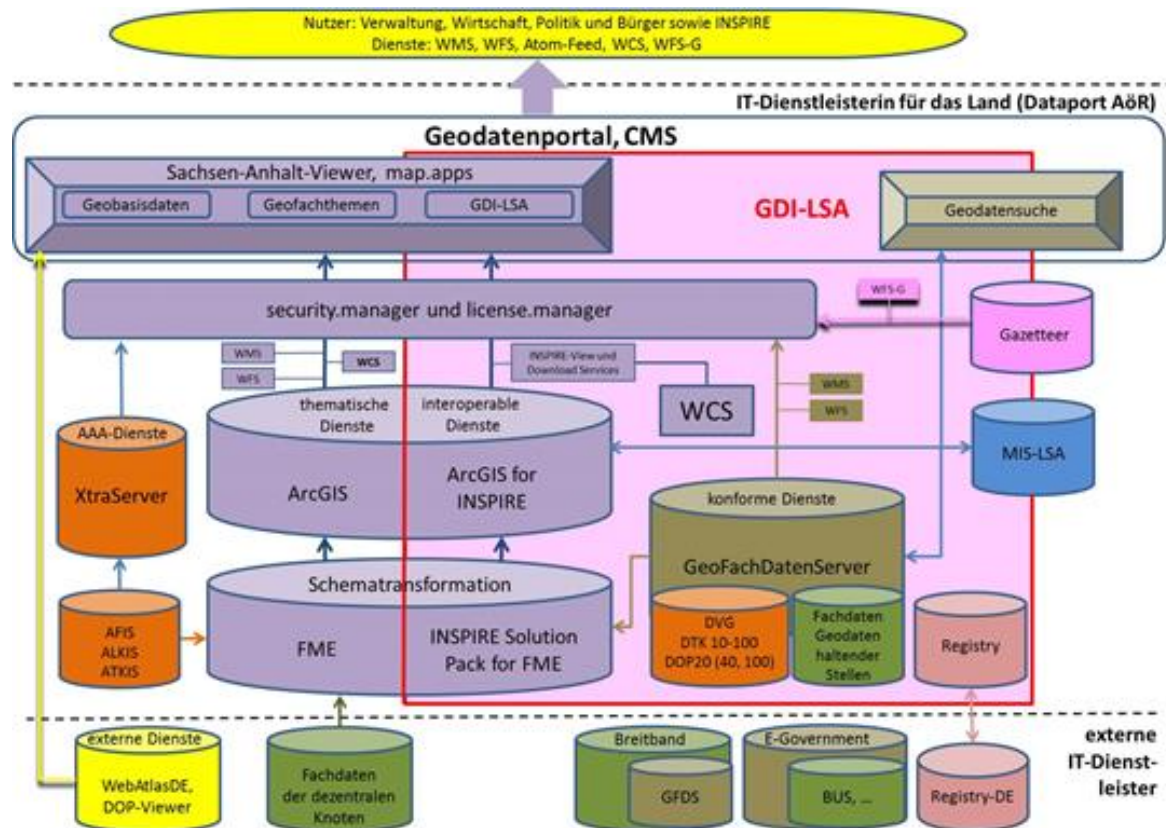 Nutzer: Verwaltung, Wirtschaft, Politik und Bürger sowie INSPIRE
Dienste: WMS, WFS, Atom-Feed, WCS, WFS-G
IT-Dienstleisterin für das Land (Dataport AöR)
Geodatenportal, CMS
Sachsen-Anhalt-Viewer, map.apps
Geobasisdaten
Geofachthemen
GDI-LSA
GDI-LSA
Geodatensuche
security.manager und license.manager
WFS-G
Gazetteer
WMS
WFS
WCS
INSPIRE-View und
Download Services
WCS
WMS
WFS
thematische
Dienste
interoperable
Dienste
ArcGIS
ArcGIS for
INSPIRE
AAA-Dienste
XtraServer
MIS-LSA
konforme Dienste
GeoFachDatenServer
DVG
DTK 10-100
DOP20 (40, 100)
Fachdaten
Geodaten
haltender
Stellen
Schematransformation
FME
INSPIRE Solution
Pack for FME
AFIS
ALKIS
ATKIS
Registry
externe Dienste
WebAtlasDE,
DOP-Viewer
Fachdaten
der dezentralen
Knoten
Breitband
GFDS
E-Government
BUS, ...
Registry-DE
externe
IT-Dienst-
leister